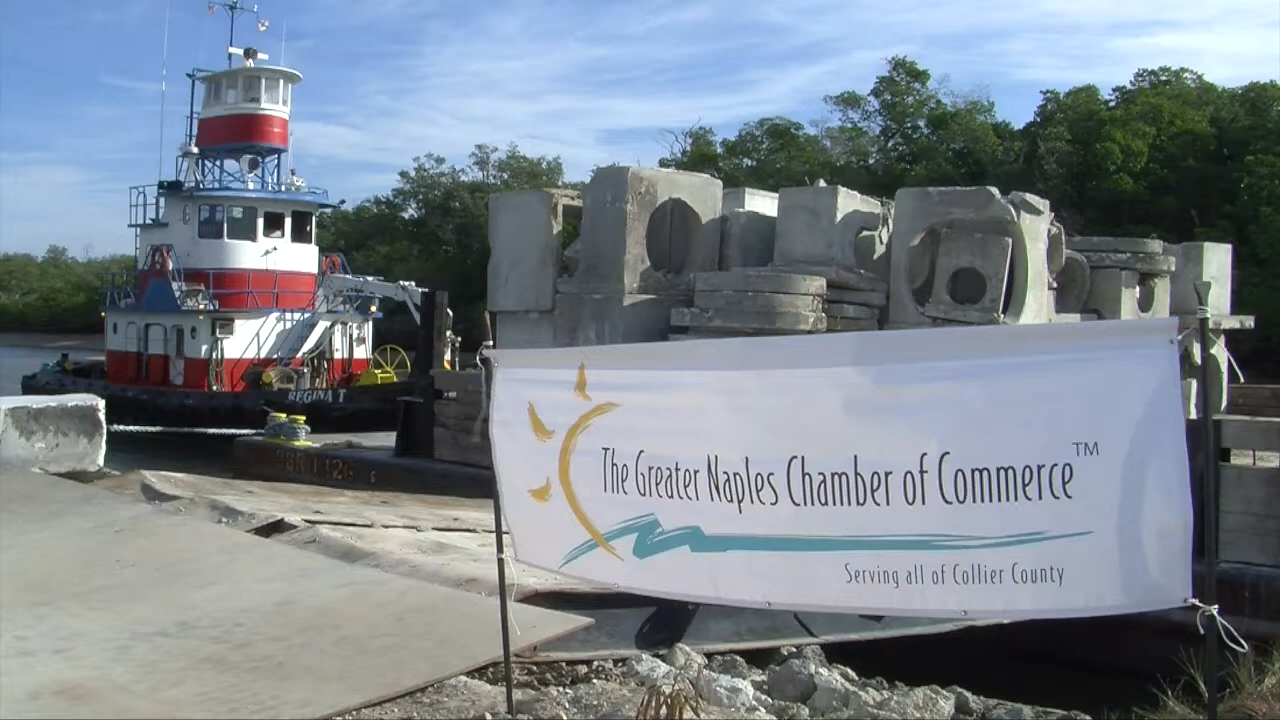 REGINA T
The Greater Naples Chamber of Commerce™
Serving all of Collier County